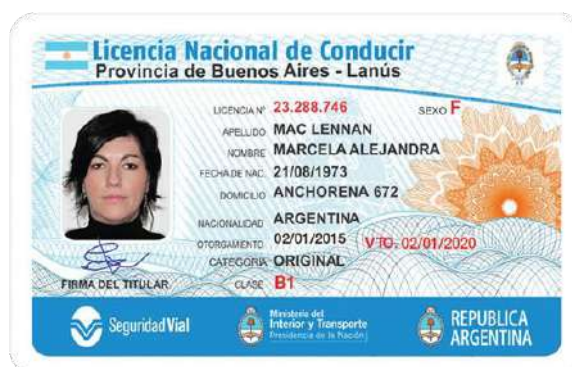 Licencia Nacional de Conducir
Provincia de Buenos Aires - Lanús
LICENCIA Nº 23.288.746 SEXO F
APELLIDO MAC LENNAN
NOMBRE MARCELA ALEJANDRA
FECHA DE NAC. 21/08/1973
DOMICILIO ANCHORENA 672
NACIONALIDAD ARGENTINA
OTORGAMIENTO 02/01/2015 VTO. 02/01/2020
CATEGORIA ORIGINAL
FIRMA DEL TITULAR CLASE B1
Seguridad Vial
Ministerio del
Interior y Transporte
Presidencia de la Nación
REPUBLICA
ARGENTINA